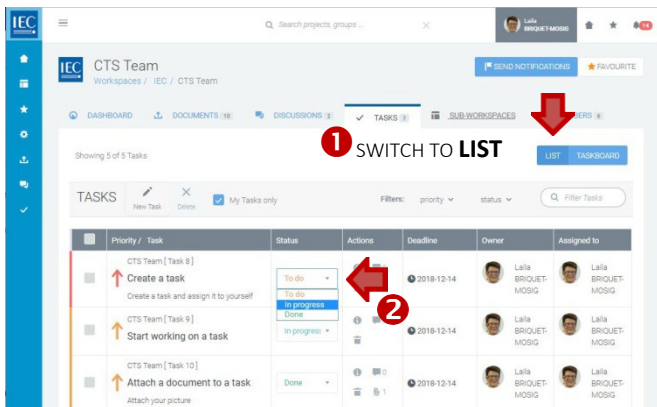 IEC
Search projects, groups ...
Laila
BRIQUET-MOSIG
14
IEC
CTS Team
Workspaces / IEC / CTS Team
SEND NOTIFICATIONS
FAVOURITE
DASHBOARD
DOCUMENTS 10
DISCUSSIONS 2
TASKS
SUB-WORKSPACES
BERS 6
1 SWITCH TO LIST
Showing 5 of 5 Tasks
LIST
TASKBOARD
TASKS
New Task
Delete
My Tasks only
Filters:
priority
status
Filter Tasks
Priority / Task
Status
Actions
Deadline
Owner
Assigned to
CTS Team [ Task 8 ]
Create a task
Create a task and assign it to yourself
To do
To do
In progress
Done
2018-12-14
Laila
BRIQUET-
MOSIG
Laila
BRIQUET-
MOSIG
2
CTS Team [ Task 9 ]
Start working on a task
In progress
2018-12-14
Laila
BRIQUET-
MOSIG
Laila
BRIQUET-
MOSIG
CTS Team [ Task 10 ]
Attach a document to a task
Attach your picture
Done
0
1
2018-12-14
Laila
BRIQUET-
MOSIG
Laila
BRIQUET-
MOSIG